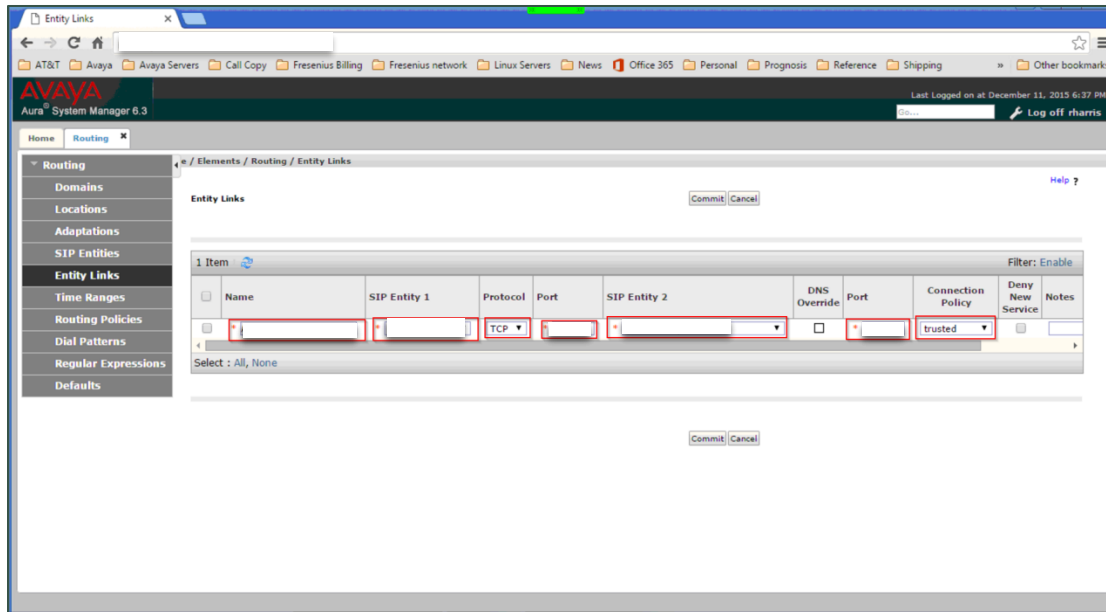 Entity Links
AT&T Avaya Avaya Servers Call Copy Fresenius Billing Fresenius network Linux Servers News Office 365 Personal Prognosis Reference Shipping » Other bookmarks
AVAYA
Aura® System Manager 6.3
Last Logged on at December 11, 2015 6:37 PM
Go...
Log off rharris
Home Routing ✖
Routing
Domains
Locations
Adaptations
SIP Entities
Entity Links
Time Ranges
Routing Policies
Dial Patterns
Regular Expressions
Defaults
e / Elements / Routing / Entity Links
Help ?
Entity Links
Commit Cancel
1 Item
Filter: Enable
Name SIP Entity 1 Protocol Port SIP Entity 2 DNS Override Port Connection Policy Deny New Service Notes
* * TCP * * * trusted
Select : All, None
Commit Cancel